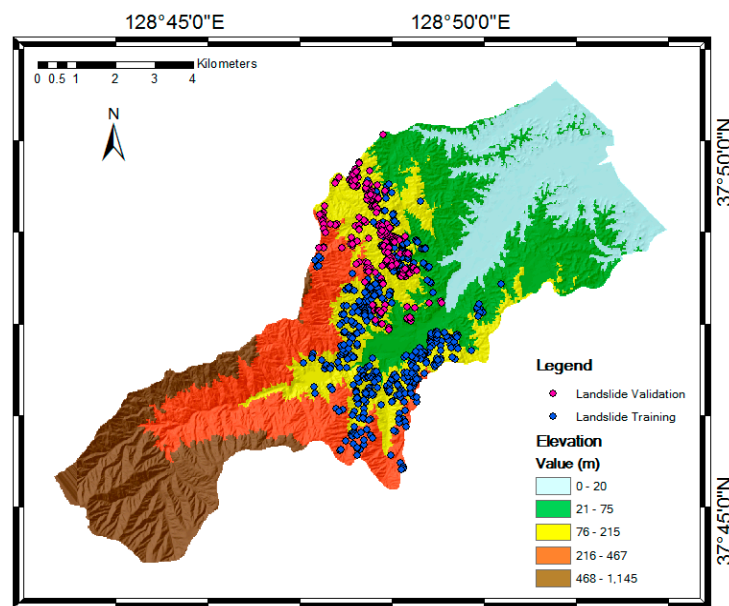 128°45'0"E
128°50'0"E
Kilometers
0 0.5 1 2 3 4
N
37°50'0"N
Legend
Landslide Validation
Landslide Training
Elevation
Value (m)
0 - 20
21 - 75
76 - 215
216 - 467
468 - 1,145
37°45'0"N